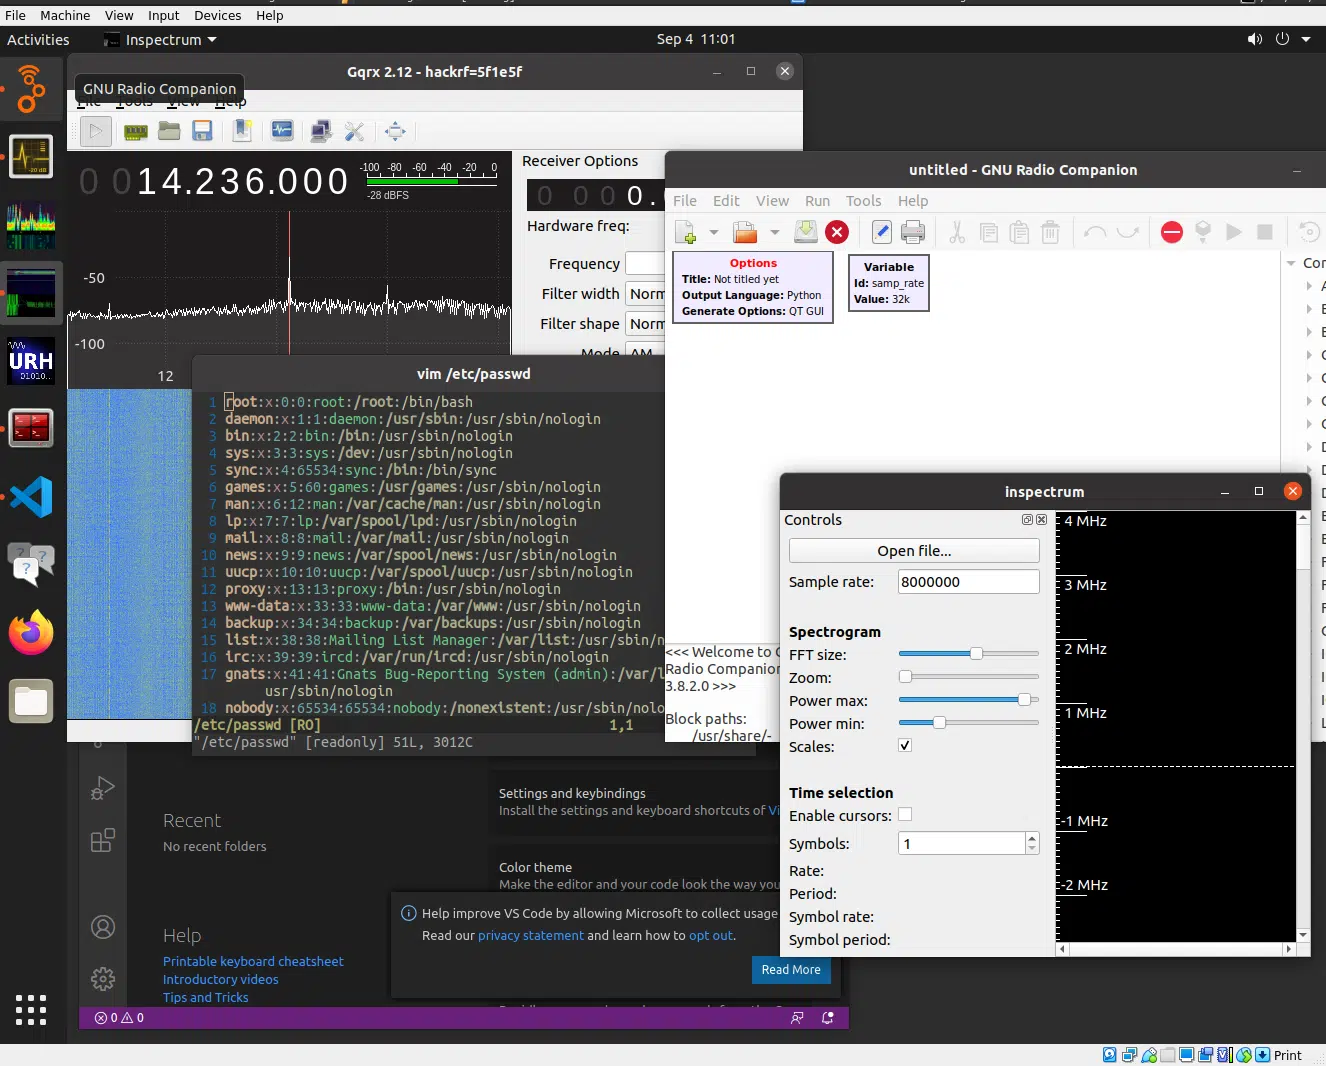 File Machine View Input Devices Help
Activities Inspectrum Sep 4 11:01
Gqrx 2.12 - hackrf=5f1e5f
GNU Radio Companion
File Tools View Help
0 014.236.000
-100 -80 -60 -40 -20 0
-28 dBFS
-50
-100
12
Receiver Options
0 0 0 0.
Hardware freq:
Frequency
Filter width Norm
Filter shape Norm
Mode AM
URH
01010..
untitled - GNU Radio Companion
File Edit View Run Tools Help
Options
Title: Not titled yet
Output Language: Python
Generate Options: QT GUI
Variable
Id: samp_rate
Value: 32k
<<< Welcome to G
Radio Companion
3.8.2.0 >>>
Block paths:
/usr/share/-
vim /etc/passwd
1 root:x:0:0:root:/root:/bin/bash
2 daemon:x:1:1:daemon:/usr/sbin:/usr/sbin/nologin
3 bin:x:2:2:bin:/bin:/usr/sbin/nologin
4 sys:x:3:3:sys:/dev:/usr/sbin/nologin
5 sync:x:4:65534:sync:/bin:/bin/sync
6 games:x:5:60:games:/usr/games:/usr/sbin/nologin
7 man:x:6:12:man:/var/cache/man:/usr/sbin/nologin
8 lp:x:7:7:lp:/var/spool/lpd:/usr/sbin/nologin
9 mail:x:8:8:mail:/var/mail:/usr/sbin/nologin
10 news:x:9:9:news:/var/spool/news:/usr/sbin/nologin
11 uucp:x:10:10:uucp:/var/spool/uucp:/usr/sbin/nologin
12 proxy:x:13:13:proxy:/bin:/usr/sbin/nologin
13 www-data:x:33:33:www-data:/var/www:/usr/sbin/nologin
14 backup:x:34:34:backup:/var/backups:/usr/sbin/nologin
15 list:x:38:38:Mailing List Manager:/var/list:/usr/sbin/n
16 irc:x:39:39:ircd:/var/run/ircd:/usr/sbin/nologin
17 gnats:x:41:41:Gnats Bug-Reporting System (admin):/var/l
usr/sbin/nologin
18 nobody:x:65534:65534:nobody:/nonexistent:/usr/sbin/nolo
/etc/passwd [RO] 1,1
"/etc/passwd" [readonly] 51L, 3012C
inspectrum
Controls
Open file...
Sample rate: 8000000
Spectrogram
FFT size:
Zoom:
Power max:
Power min:
Scales:
Time selection
Enable cursors:
Symbols: 1
Rate:
Period:
Symbol rate:
Symbol period:
4 MHz
3 MHz
2 MHz
1 MHz
-1 MHz
-2 MHz
Recent
No recent folders
Help
Printable keyboard cheatsheet
Introductory videos
Tips and Tricks
Settings and keybindings
Install the settings and keyboard shortcuts of Vi
Color theme
Make the editor and your code look the way you
Help improve VS Code by allowing Microsoft to collect usage
Read our privacy statement and learn how to opt out.
Read More
0 0
Print